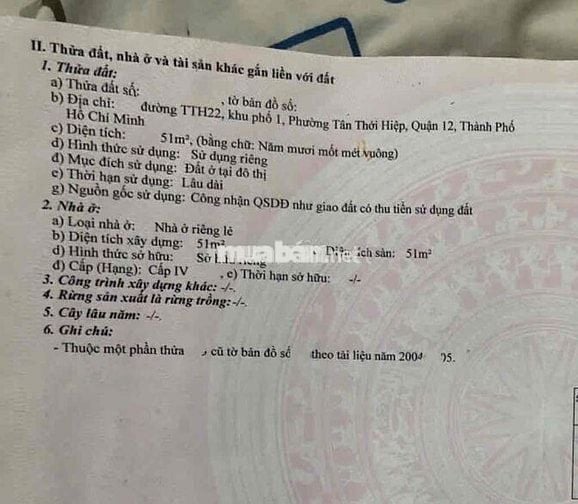 II. Thửa đất, nhà ở và tài sản khác gắn liền với đất
1. Thửa đất:
a) Thửa đất số: , tờ bản đồ số:
b) Địa chỉ: đường TTH22, khu phố 1, Phường Tân Thới Hiệp, Quận 12, Thành Phố
Hồ Chí Minh
c) Diện tích: 51m², (bằng chữ: Năm mươi mốt mét vuông)
d) Hình thức sử dụng: Sử dụng riêng
đ) Mục đích sử dụng: Đất ở tại đô thị
e) Thời hạn sử dụng: Lâu dài
g) Nguồn gốc sử dụng: Công nhận QSDĐ như giao đất có thu tiền sử dụng đất
2. Nhà ở:
a) Loại nhà ở: Nhà ở riêng lẻ
b) Diện tích xây dựng: 51m², Diện tích sàn: 51m²
muaban.net
d) Hình thức sở hữu: Sở riêng
đ) Cấp (Hạng): Cấp IV , e) Thời hạn sở hữu: -/-
3. Công trình xây dựng khác: -/-.
4. Rừng sản xuất là rừng trồng: -/-.
5. Cây lâu năm: -/-.
6. Ghi chú:
- Thuộc một phần thửa , cũ tờ bản đồ số theo tài liệu năm 2004 05.